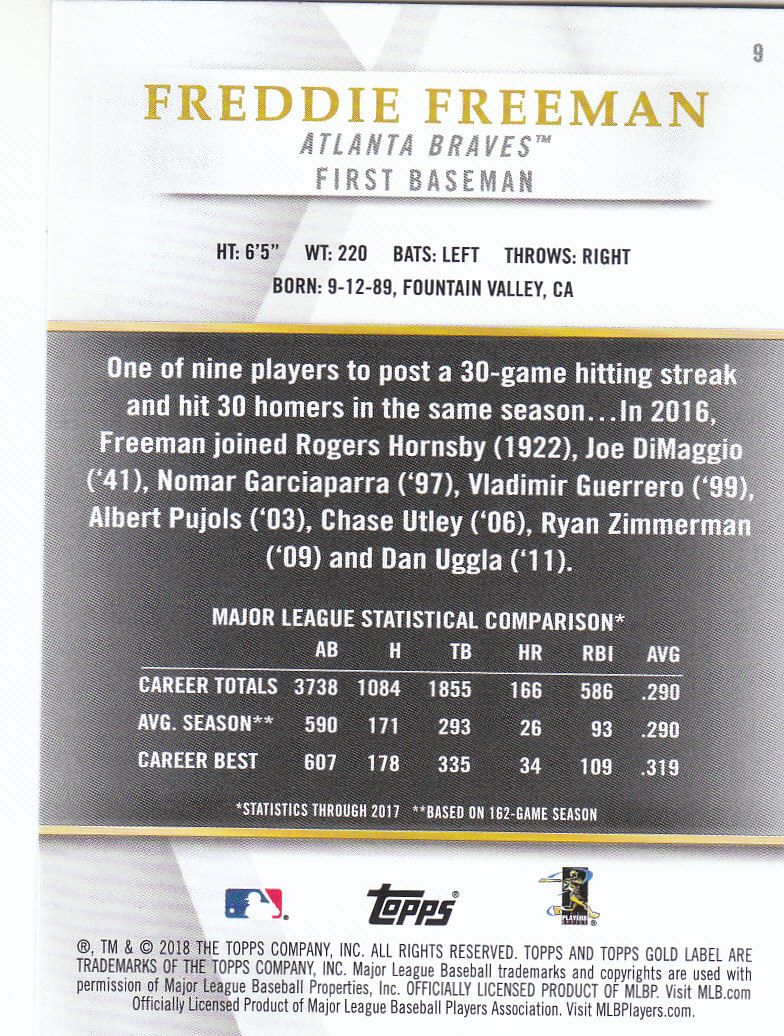 9
FREDDIE FREEMAN
ATLANTA BRAVES™
FIRST BASEMAN
HT: 6'5" WT: 220 BATS: LEFT THROWS: RIGHT
BORN: 9-12-89, FOUNTAIN VALLEY, CA
One of nine players to post a 30-game hitting streak
and hit 30 homers in the same season...In 2016,
Freeman joined Rogers Hornsby (1922), Joe DiMaggio
(‘41), Nomar Garciaparra (‘97), Vladimir Guerrero (‘99),
Albert Pujols (‘03), Chase Utley (‘06), Ryan Zimmerman
(‘09) and Dan Uggla (‘11).
MAJOR LEAGUE STATISTICAL COMPARISON*
AB H TB HR RBI AVG
CAREER TOTALS 3738 1084 1855 166 586 .290
AVG. SEASON** 590 171 293 26 93 .290
CAREER BEST 607 178 335 34 109 .319
*STATISTICS THROUGH 2017 **BASED ON 162-GAME SEASON
Topps®
PLAYERS
®, TM & © 2018 THE TOPPS COMPANY, INC. ALL RIGHTS RESERVED. TOPPS AND TOPPS GOLD LABEL ARE
TRADEMARKS OF THE TOPPS COMPANY, INC. Major League Baseball trademarks and copyrights are used with
permission of Major League Baseball Properties, Inc. OFFICIALLY LICENSED PRODUCT OF MLBP. Visit MLB.com
Officially Licensed Product of Major League Baseball Players Association. Visit MLBPlayers.com.